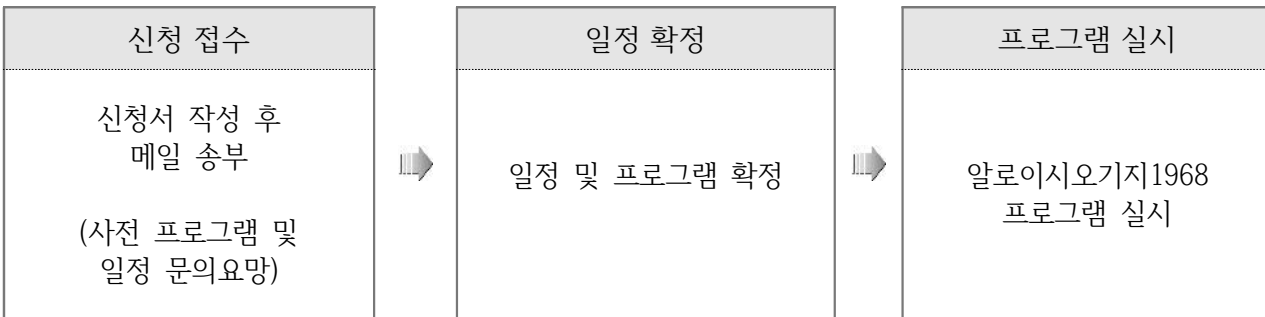 신청 접수
신청서 작성 후
메일 송부
(사전 프로그램 및
일정 문의요망)
일정 확정
일정 및 프로그램 확정
프로그램 실시
알로이시오기지1968
프로그램 실시